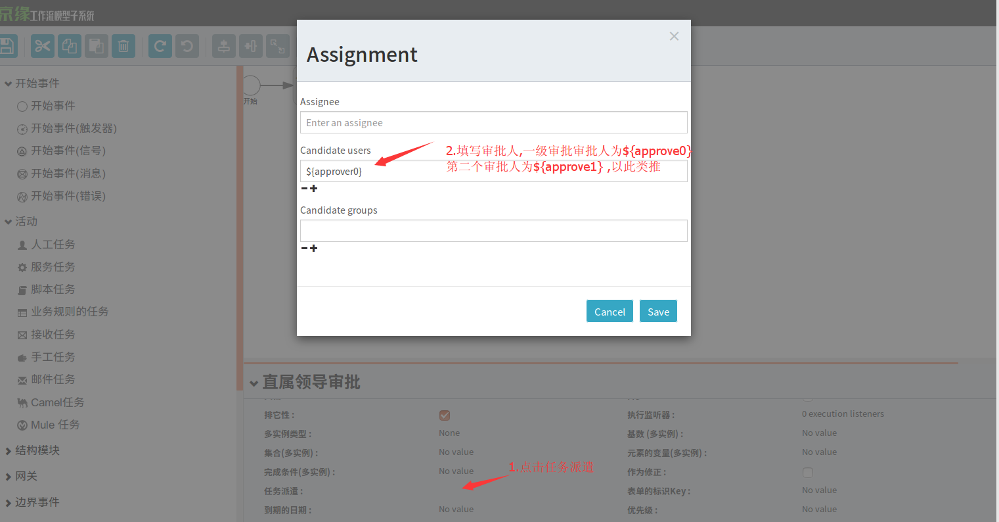 京缘工作流模型子系统
Assignment
×
开始事件
开始事件
开始事件(触发器)
开始事件(信号)
开始事件(消息)
开始事件(错误)
活动
人工任务
服务任务
脚本任务
业务规则的任务
接收任务
手工任务
邮件任务
Camel任务
Mule 任务
结构模块
网关
边界事件
开始
Assignee
Enter an assignee
Candidate users
2.填写审批人,一级审批审批人为${approve0}
第二个审批人为${approve1} ,以此类推
${approver0}
Candidate groups
Cancel
Save
直属领导审批
排它性 :
执行监听器 :
0 execution listeners
多实例类型 :
None
基数 (多实例) :
No value
集合(多实例) :
No value
元素的变量(多实例) :
No value
完成条件(多实例) :
No value
1.点击任务派遣
作为修正 :
任务派遣 :
表单的标识Key :
No value
到期的日期 :
No value
优先级 :
No value